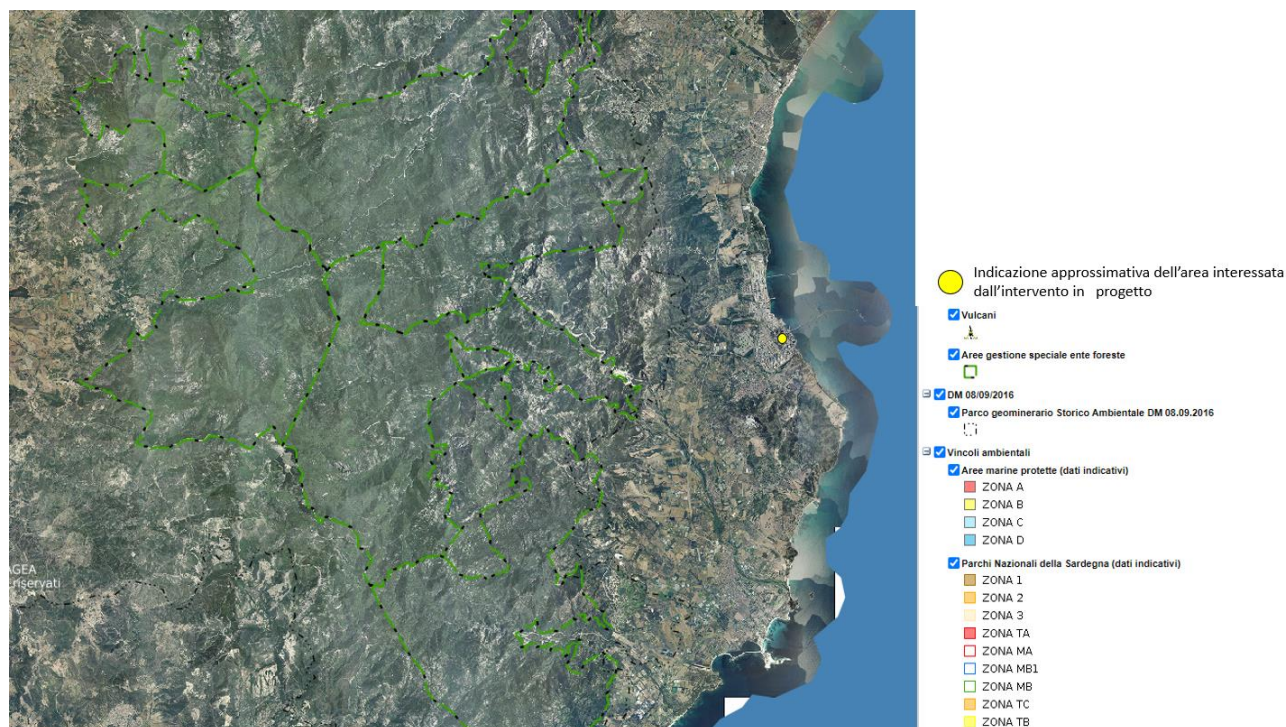 AGEA
riservati
Indicazione approssimativa dell'area interessata
dall'intervento in progetto
Vulcani
Aree gestione speciale ente foreste
DM 08/09/2016
Parco geominerario Storico Ambientale DM 08.09.2016
Vincoli ambientali
Aree marine protette (dati indicativi)
ZONA A
ZONA B
ZONA C
ZONA D
Parchi Nazionali della Sardegna (dati indicativi)
ZONA 1
ZONA 2
ZONA 3
ZONA TA
ZONA MA
ZONA MB1
ZONA MB
ZONA TC
ZONA TB